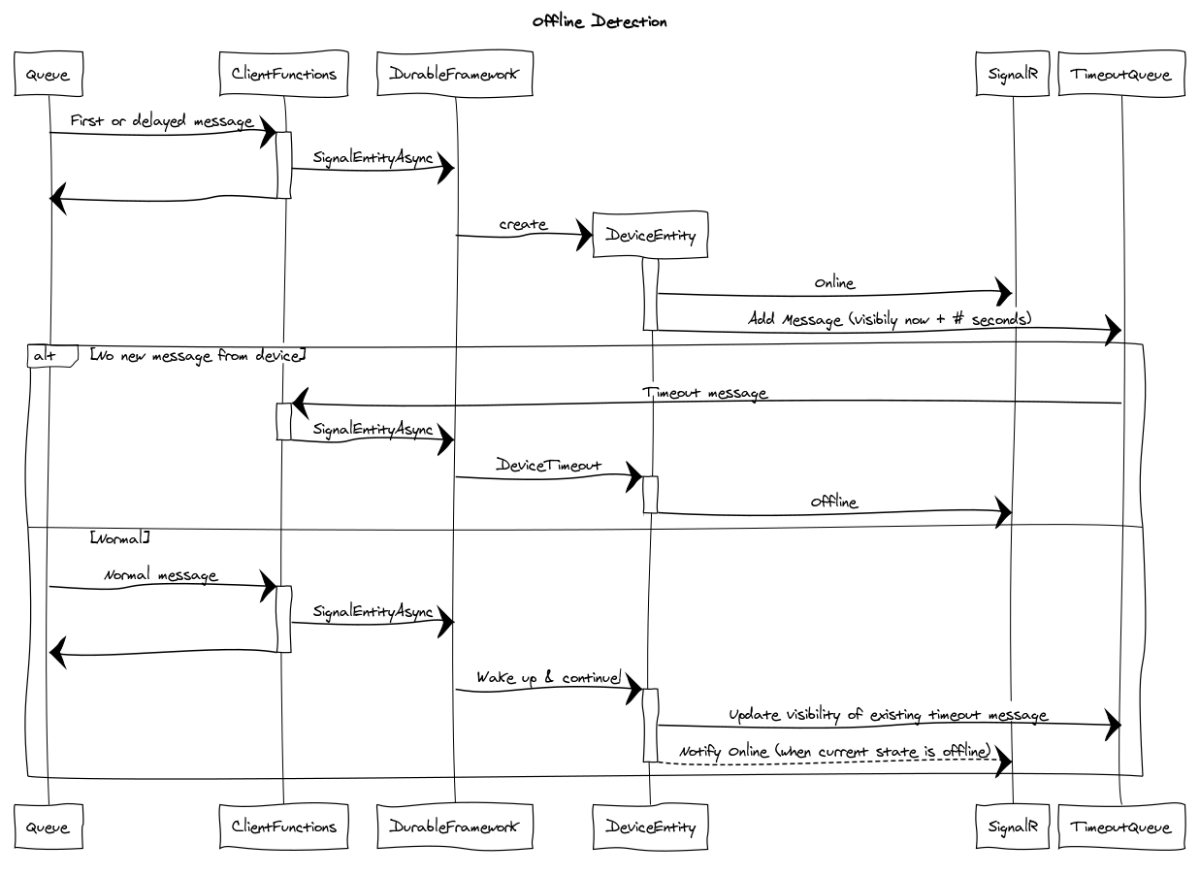 Offline Detection
Queue
ClientFunctions
DurableFramework
SignalR
TimeoutQueue
First or delayed message
SignalEntityAsync
create
DeviceEntity
Online
Add Message (visibily now + # seconds)
alt
[No new message from device]
Timeout message
SignalEntityAsync
DeviceTimeout
Offline
[Normal]
Normal message
SignalEntityAsync
Wake up & continue
Update visibility of existing timeout message
Notify Online (when current state is offline)
Queue
ClientFunctions
DurableFramework
DeviceEntity
SignalR
TimeoutQueue